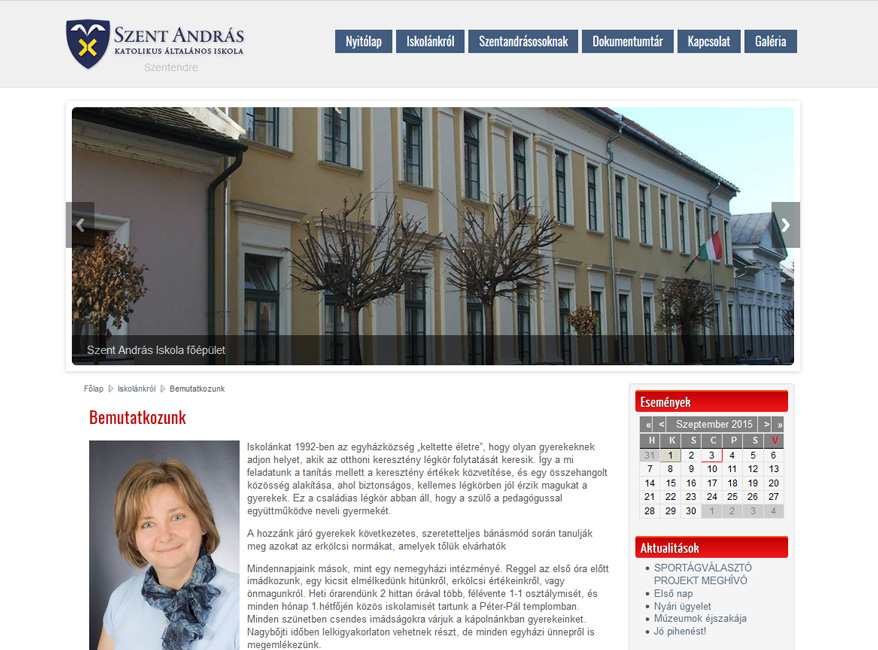 SZENT ANDRÁS
KATOLIKUS ÁLTALÁNOS ISKOLA
Szentendre
Nyitólap Iskolánkról Szentandrásosoknak Dokumentumtár Kapcsolat Galéria
Szent András Iskola főépület
Főlap Iskolánkról Bemutatkozunk
Bemutatkozunk
Iskolánkat 1992-ben az egyházközség „keltette életre”, hogy olyan gyerekeknek
adjon helyet, akik az otthoni keresztény légkör folytatását keresik. Így a mi
feladatunk a tanítás mellett a keresztény értékek közvetítése, és egy összehangolt
közösség alakítása, ahol biztonságos, kellemes légkörben jól érzik magukat a
gyerekek. Ez a családias légkör abban áll, hogy a szülő a pedagógussal
együttműködve neveli gyermekét.
A hozzánk járó gyerekek következetes, szeretetteljes bánásmód során tanulják
meg azokat az erkölcsi normákat, amelyek tőlük elvárhatók
Mindennapjaink mások, mint egy nemegyházi intézményé. Reggel az első óra előtt
imádkozunk, egy kicsit elmélkedünk hitünkről, erkölcsi értékeinkről, vagy
önmagunkról. Heti órarendünk 2 hittan órával több, félévente 1-1 osztálymisét, és
minden hónap 1.hétfőjén közös iskolamisét tartunk a Péter-Pál templomban.
Minden szünetben csendes imádságokra várjuk a kápolnánkban gyerekeinket.
Nagybőjti időben lelkigyakorlaton vehetnek részt, de minden egyházi ünnepről is
megemlékezünk.
Események
« < Szeptember 2015 > »
H K S C P S V
31 1 2 3 4 5 6
7 8 9 10 11 12 13
14 15 16 17 18 19 20
21 22 23 24 25 26 27
28 29 30 1 2 3 4
Aktualitások
SPORTÁGVÁLASZTÓ
PROJEKT MEGHÍVÓ
Első nap
Nyári ügyelet
Múzeumok éjszakája
Jó pihenést!